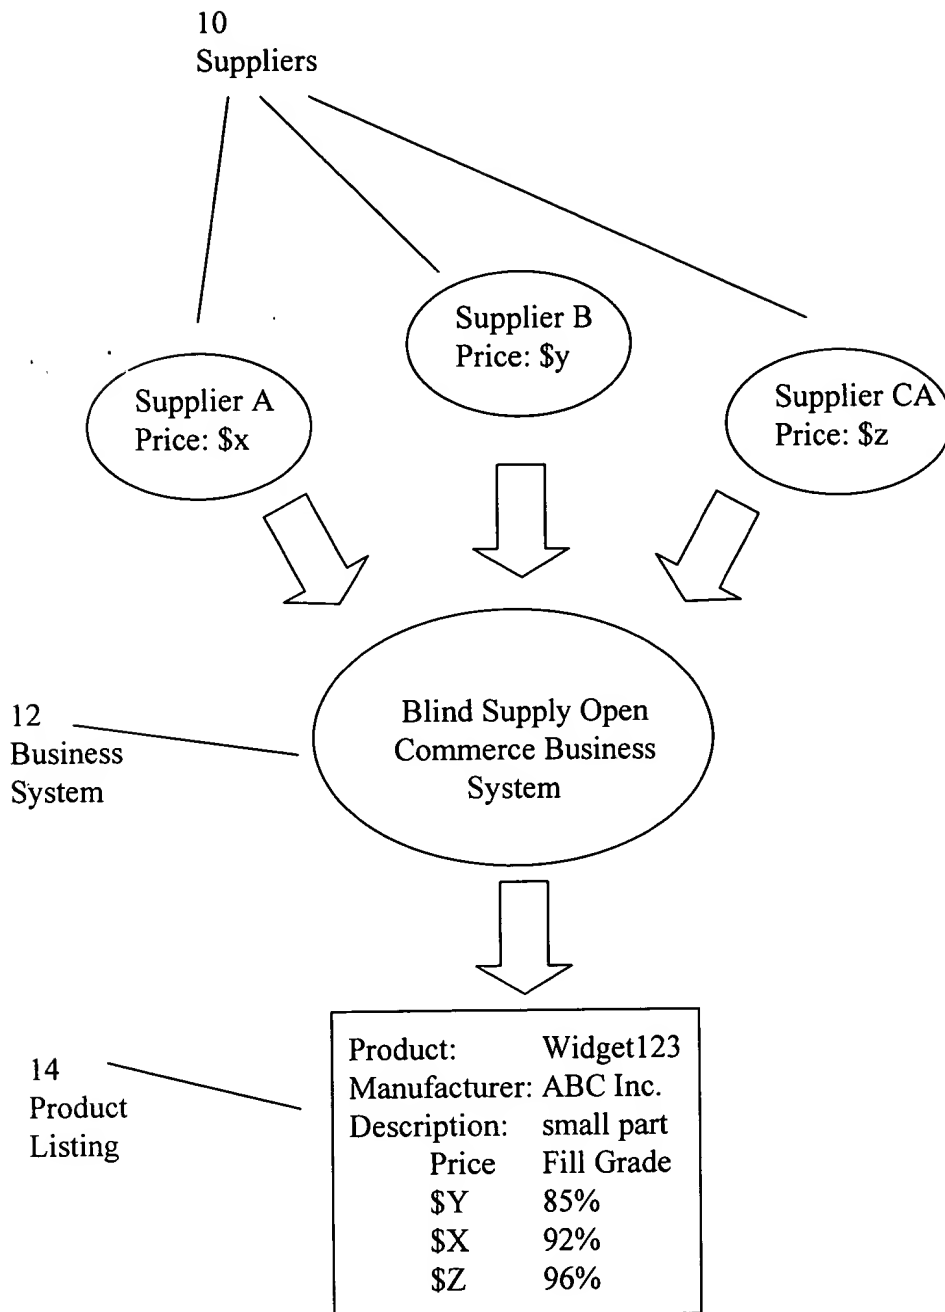 10
Suppliers
Supplier B
Price: $y
Supplier A
Price: $x
Supplier CA
Price: $z
12
Business
System
Blind Supply Open
Commerce Business
System
14
Product
Listing
Product: Widget123
Manufacturer: ABC Inc.
Description: small part
Price Fill Grade
$Y 85%
$X 92%
$Z 96%